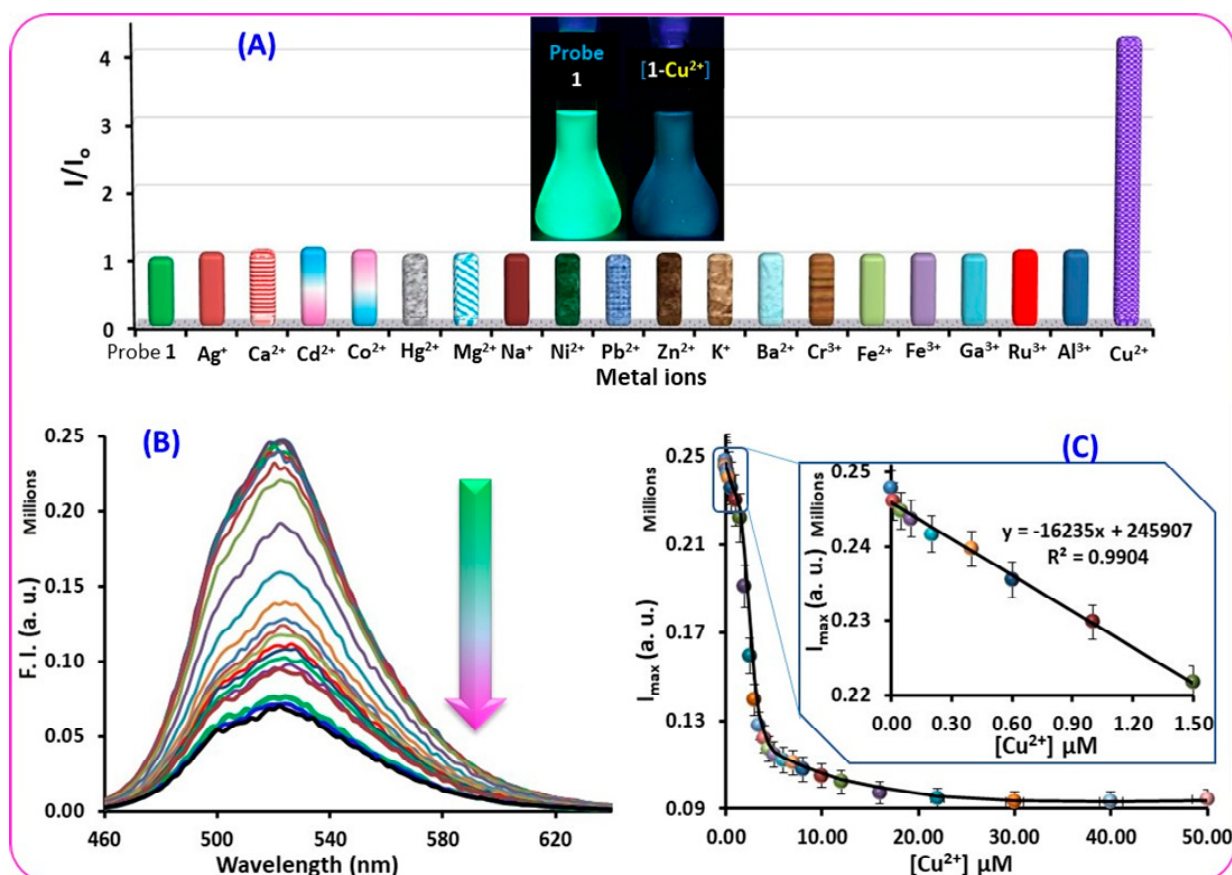 (A)
Probe
1
[1-Cu²⁺]
4
3
2
1
0
I/Iₒ
Probe 1 Ag⁺ Ca²⁺ Cd²⁺ Co²⁺ Hg²⁺ Mg²⁺ Na⁺ Ni²⁺ Pb²⁺ Zn²⁺ K⁺ Ba²⁺ Cr³⁺ Fe²⁺ Fe³⁺ Ga³⁺ Ru³⁺ Al³⁺ Cu²⁺
Metal ions
(B)
F. I. (a. u.)
Millions
0.25
0.20
0.15
0.10
0.05
0.00
460 500 540 580 620
Wavelength (nm)
(C)
I_max (a. u.)
Millions
0.25
0.21
0.17
0.13
0.09
0.00 10.00 20.00 30.00 40.00 50.00
[Cu²⁺] µM
I_max (a. u.)
Millions
0.25
0.24
0.23
0.22
y = -16235x + 245907
R² = 0.9904
0.00 0.30 0.60 0.90 1.20 1.50
[Cu²⁺] µM